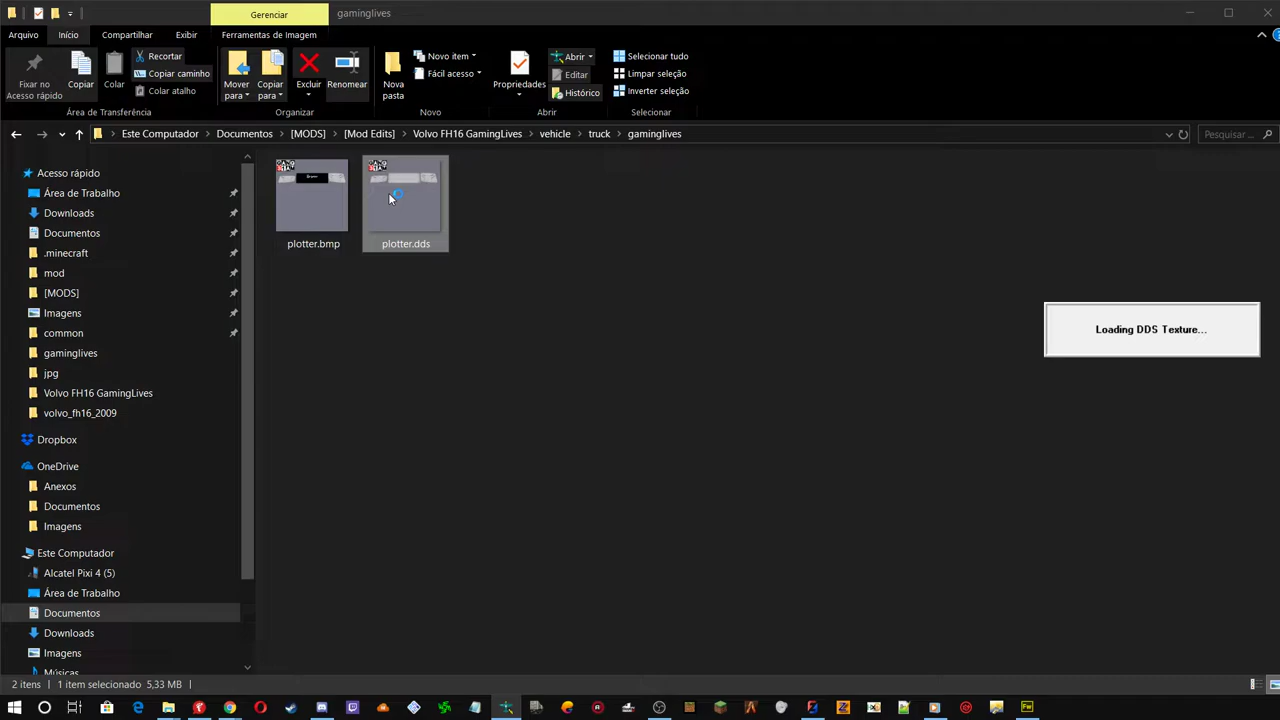 Gerenciar
gaminglives
Arquivo
Início
Compartilhar
Exibir
Ferramentas de Imagem
Fixar no
Acesso rápido
Copiar
Colar
Recortar
Copiar caminho
Colar atalho
Área de Transferência
Mover
para
Copiar
para
Excluir
Renomear
Organizar
Nova
pasta
Novo item
Fácil acesso
Novo
Propriedades
Abrir
Editar
Histórico
Abrir
Selecionar tudo
Limpar seleção
Inverter seleção
Selecionar
Este Computador
Documentos
[MODS]
[Mod Edits]
Volvo FH16 GamingLives
vehicle
truck
gaminglives
Pesquisar ...
Acesso rápido
Área de Trabalho
Downloads
Documentos
.minecraft
mod
[MODS]
Imagens
common
gaminglives
jpg
Volvo FH16 GamingLives
volvo_fh16_2009
Dropbox
OneDrive
Anexos
Documentos
Imagens
Este Computador
Alcatel Pixi 4 (5)
Área de Trabalho
Documentos
Downloads
Imagens
Músicas
plotter.bmp
plotter.dds
Loading DDS Texture...
2 itens
1 item selecionado 5,33 MB
Fw